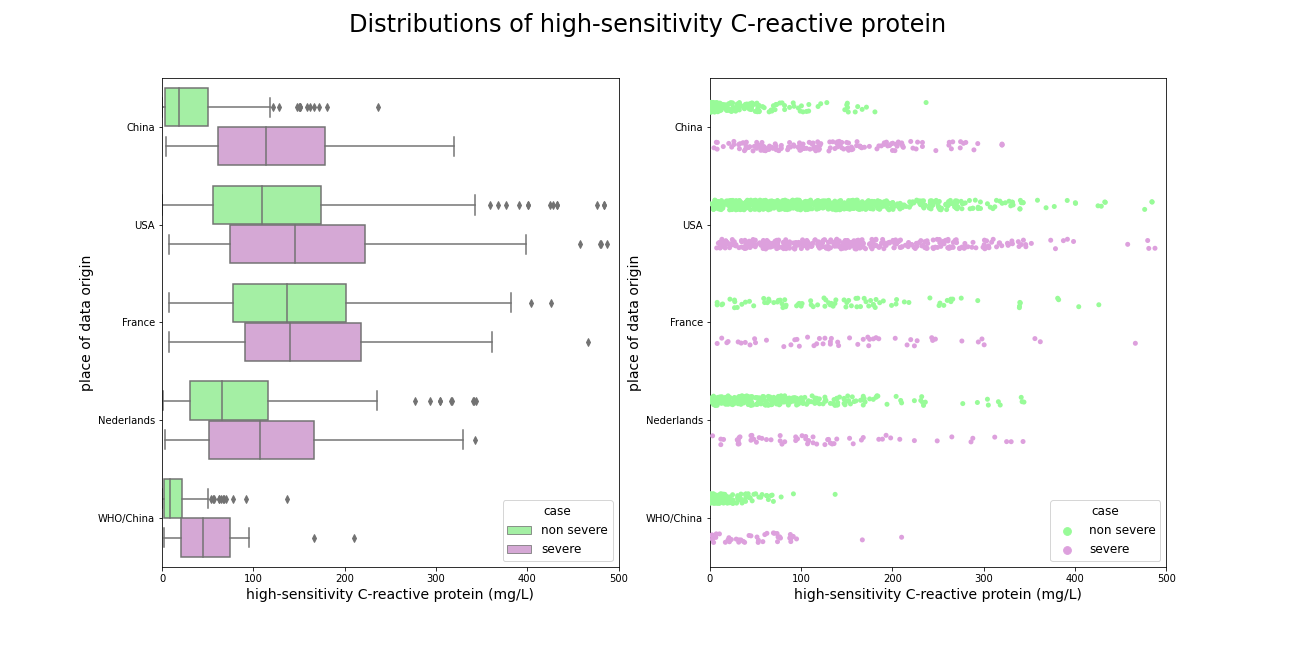 Distributions of high-sensitivity C-reactive protein
place of data origin
China
USA
France
Nederlands
WHO/China
case
non severe
severe
0 100 200 300 400 500
high-sensitivity C-reactive protein (mg/L)
place of data origin
China
USA
France
Nederlands
WHO/China
case
non severe
severe
0 100 200 300 400 500
high-sensitivity C-reactive protein (mg/L)